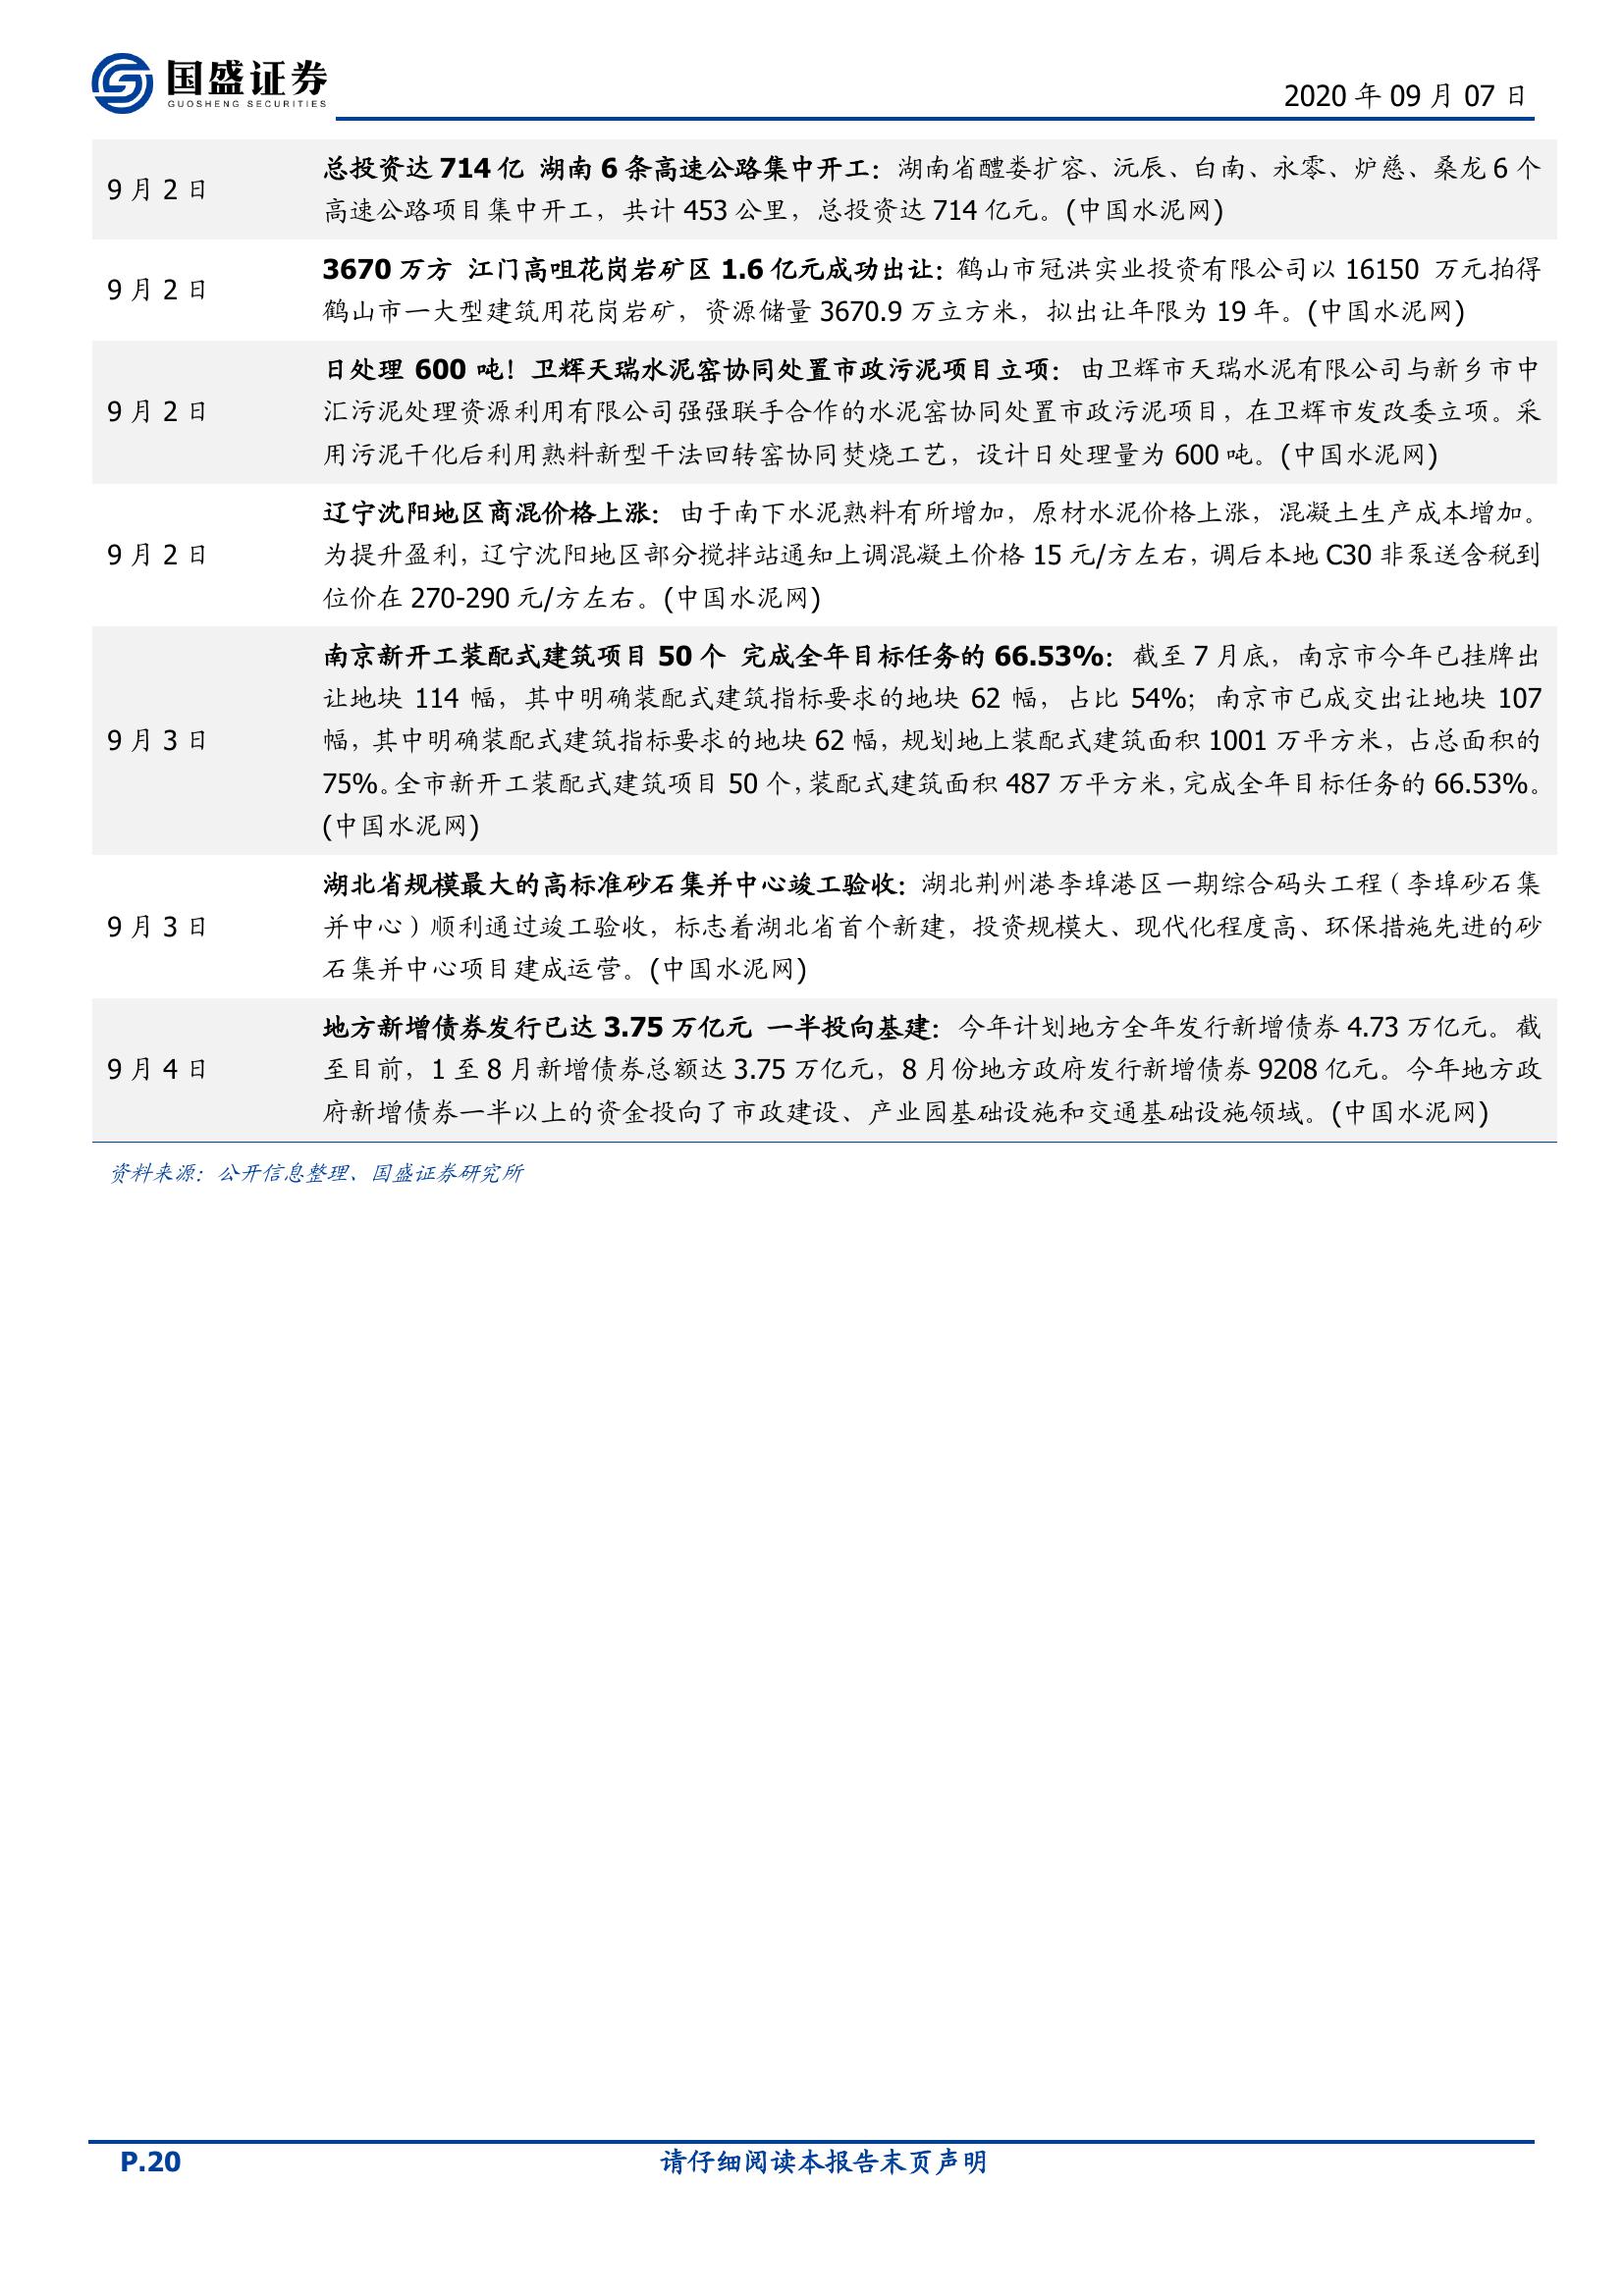 国盛证券
GUOSHENG SECURITIES
2020 年 09 月 07 日
9 月 2 日
总投资达 714 亿 湖南 6 条高速公路集中开工：湖南省醴娄扩容、沅辰、白南、永零、炉慈、桑龙 6 个
高速公路项目集中开工，共计 453 公里，总投资达 714 亿元。(中国水泥网)
9 月 2 日
3670 万方 江门高咀花岗岩矿区 1.6 亿元成功出让：鹤山市冠洪实业投资有限公司以 16150 万元拍得
鹤山市一大型建筑用花岗岩矿，资源储量 3670.9 万立方米，拟出让年限为 19 年。(中国水泥网)
9 月 2 日
日处理 600 吨！卫辉天瑞水泥窑协同处置市政污泥项目立项：由卫辉市天瑞水泥有限公司与新乡市中
汇污泥处理资源利用有限公司强强联手合作的水泥窑协同处置市政污泥项目，在卫辉市发改委立项。采
用污泥干化后利用熟料新型干法回转窑协同焚烧工艺，设计日处理量为 600 吨。(中国水泥网)
9 月 2 日
辽宁沈阳地区商混价格上涨：由于南下水泥熟料有所增加，原材水泥价格上涨，混凝土生产成本增加。
为提升盈利，辽宁沈阳地区部分搅拌站通知上调混凝土价格 15 元/方左右，调后本地 C30 非泵送含税到
位价在 270-290 元/方左右。(中国水泥网)
9 月 3 日
南京新开工装配式建筑项目 50 个 完成全年目标任务的 66.53%：截至 7 月底，南京市今年已挂牌出
让地块 114 幅，其中明确装配式建筑指标要求的地块 62 幅，占比 54%；南京市已成交出让地块 107
幅，其中明确装配式建筑指标要求的地块 62 幅，规划地上装配式建筑面积 1001 万平方米，占总面积的
75%。全市新开工装配式建筑项目 50 个，装配式建筑面积 487 万平方米，完成全年目标任务的 66.53%。
(中国水泥网)
9 月 3 日
湖北省规模最大的高标准砂石集并中心竣工验收：湖北荆州港李埠港区一期综合码头工程（李埠砂石集
并中心）顺利通过竣工验收，标志着湖北省首个新建，投资规模大、现代化程度高、环保措施先进的砂
石集并中心项目建成运营。(中国水泥网)
9 月 4 日
地方新增债券发行已达 3.75 万亿元 一半投向基建：今年计划地方全年发行新增债券 4.73 万亿元。截
至目前，1 至 8 月新增债券总额达 3.75 万亿元，8 月份地方政府发行新增债券 9208 亿元。今年地方政
府新增债券一半以上的资金投向了市政建设、产业园基础设施和交通基础设施领域。(中国水泥网)
资料来源：公开信息整理、国盛证券研究所
P.20
请仔细阅读本报告末页声明